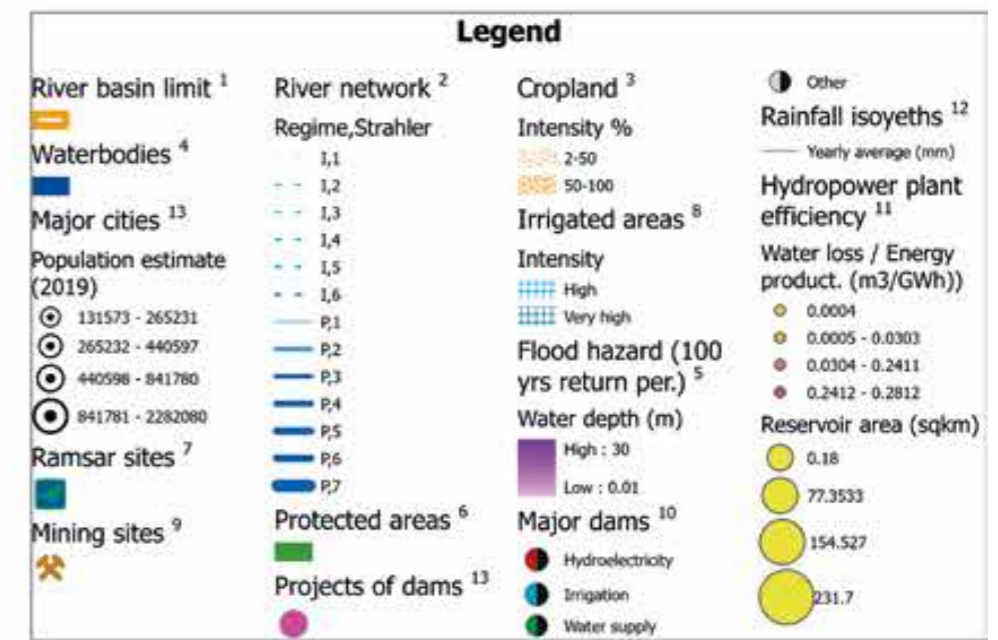 Legend
River basin limit 1
Waterbodies 4
Major cities 13
Population estimate
(2019)
131573 - 265231
265232 - 440597
440598 - 841780
841781 - 2282080
Ramsar sites 7
Mining sites 9
River network 2
Regime,Strahler
I,1
I,2
I,3
I,4
I,5
I,6
P,1
P,2
P,3
P,4
P,5
P,6
P,7
Protected areas 6
Projects of dams 13
Cropland 3
Intensity %
2-50
50-100
Irrigated areas 8
Intensity
High
Very high
Flood hazard (100
yrs return per.) 5
Water depth (m)
High : 30
Low : 0.01
Major dams 10
Hydroelectricity
Irrigation
Water supply
Other
Rainfall isoyeths 12
Yearly average (mm)
Hydropower plant
efficiency 11
Water loss / Energy
product. (m3/GWh))
0.0004
0.0005 - 0.0303
0.0304 - 0.2411
0.2412 - 0.2812
Reservoir area (sqkm)
0.18
77.3533
154.527
231.7